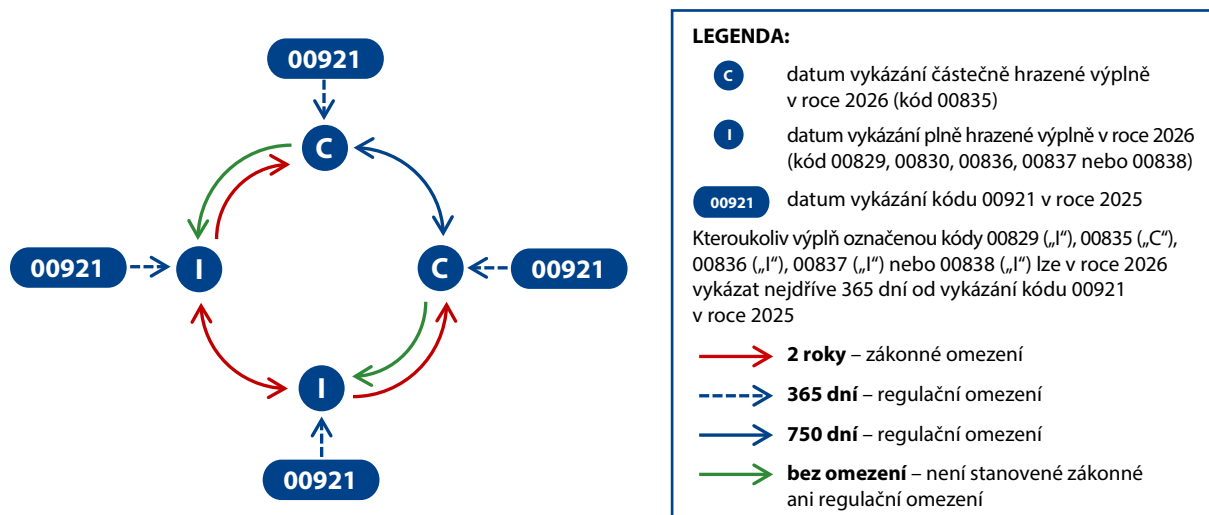 00921
C
I
C
I
00921
00921
00921
LEGENDA:
C
datum vykázání částečně hrazené výplně
v roce 2026 (kód 00835)
I
datum vykázání plně hrazené výplně v roce 2026
(kód 00829, 00830, 00836, 00837 nebo 00838)
00921
datum vykázání kódu 00921 v roce 2025
Kteroukoliv výplň označenou kódy 00829 („I“), 00835 („C“),
00836 („I“), 00837 („I“) nebo 00838 („I“) lze v roce 2026
vykázat nejdříve 365 dní od vykázání kódu 00921
v roce 2025
2 roky – zákonné omezení
365 dní – regulační omezení
750 dní – regulační omezení
bez omezení – není stanovené zákonné
ani regulační omezení